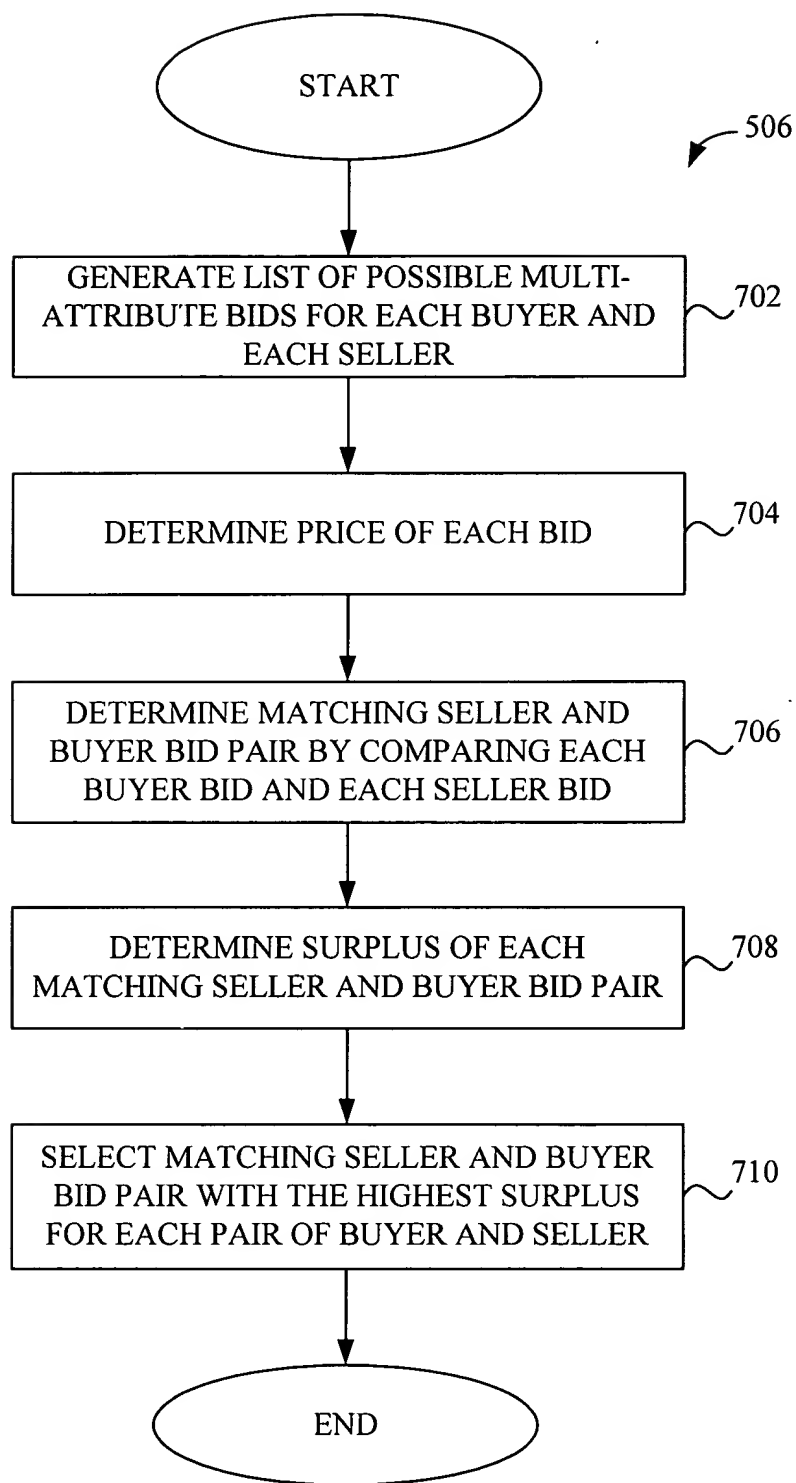 START
506
GENERATE LIST OF POSSIBLE MULTI-
ATTRIBUTE BIDS FOR EACH BUYER AND
EACH SELLER
702
DETERMINE PRICE OF EACH BID
704
DETERMINE MATCHING SELLER AND
BUYER BID PAIR BY COMPARING EACH
BUYER BID AND EACH SELLER BID
706
DETERMINE SURPLUS OF EACH
MATCHING SELLER AND BUYER BID PAIR
708
SELECT MATCHING SELLER AND BUYER
BID PAIR WITH THE HIGHEST SURPLUS
FOR EACH PAIR OF BUYER AND SELLER
710
END